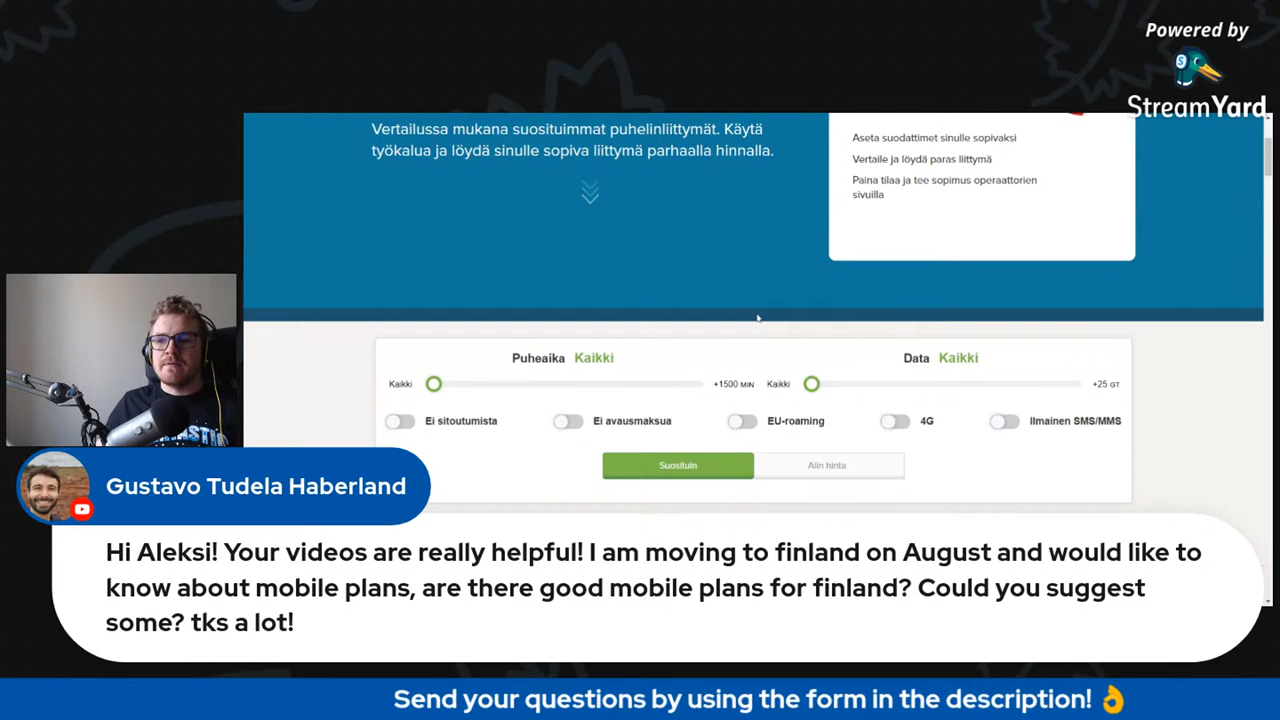 Powered by
StreamYard
Vertailussa mukana suosituimmat puhelinliittymät. Käytä
työkalua ja löydä sinulle sopiva liittymä parhaalla hinnalla.
Aseta suodattimet sinulle sopivaksi
Vertaile ja löydä paras liittymä
Paina tilaa ja tee sopimus operaattorien
sivuilla
Puheaika Kaikki
Data Kaikki
Kaikki +1500 MIN
Kaikki +25 GT
Ei sitoutumista
Ei avausmaksua
EU-roaming
4G
Ilmainen SMS/MMS
Suosituin
Alin hinta
Gustavo Tudela Haberland
Hi Aleksi! Your videos are really helpful! I am moving to finland on August and would like to
know about mobile plans, are there good mobile plans for finland? Could you suggest
some? tks a lot!
Send your questions by using the form in the description! 👌